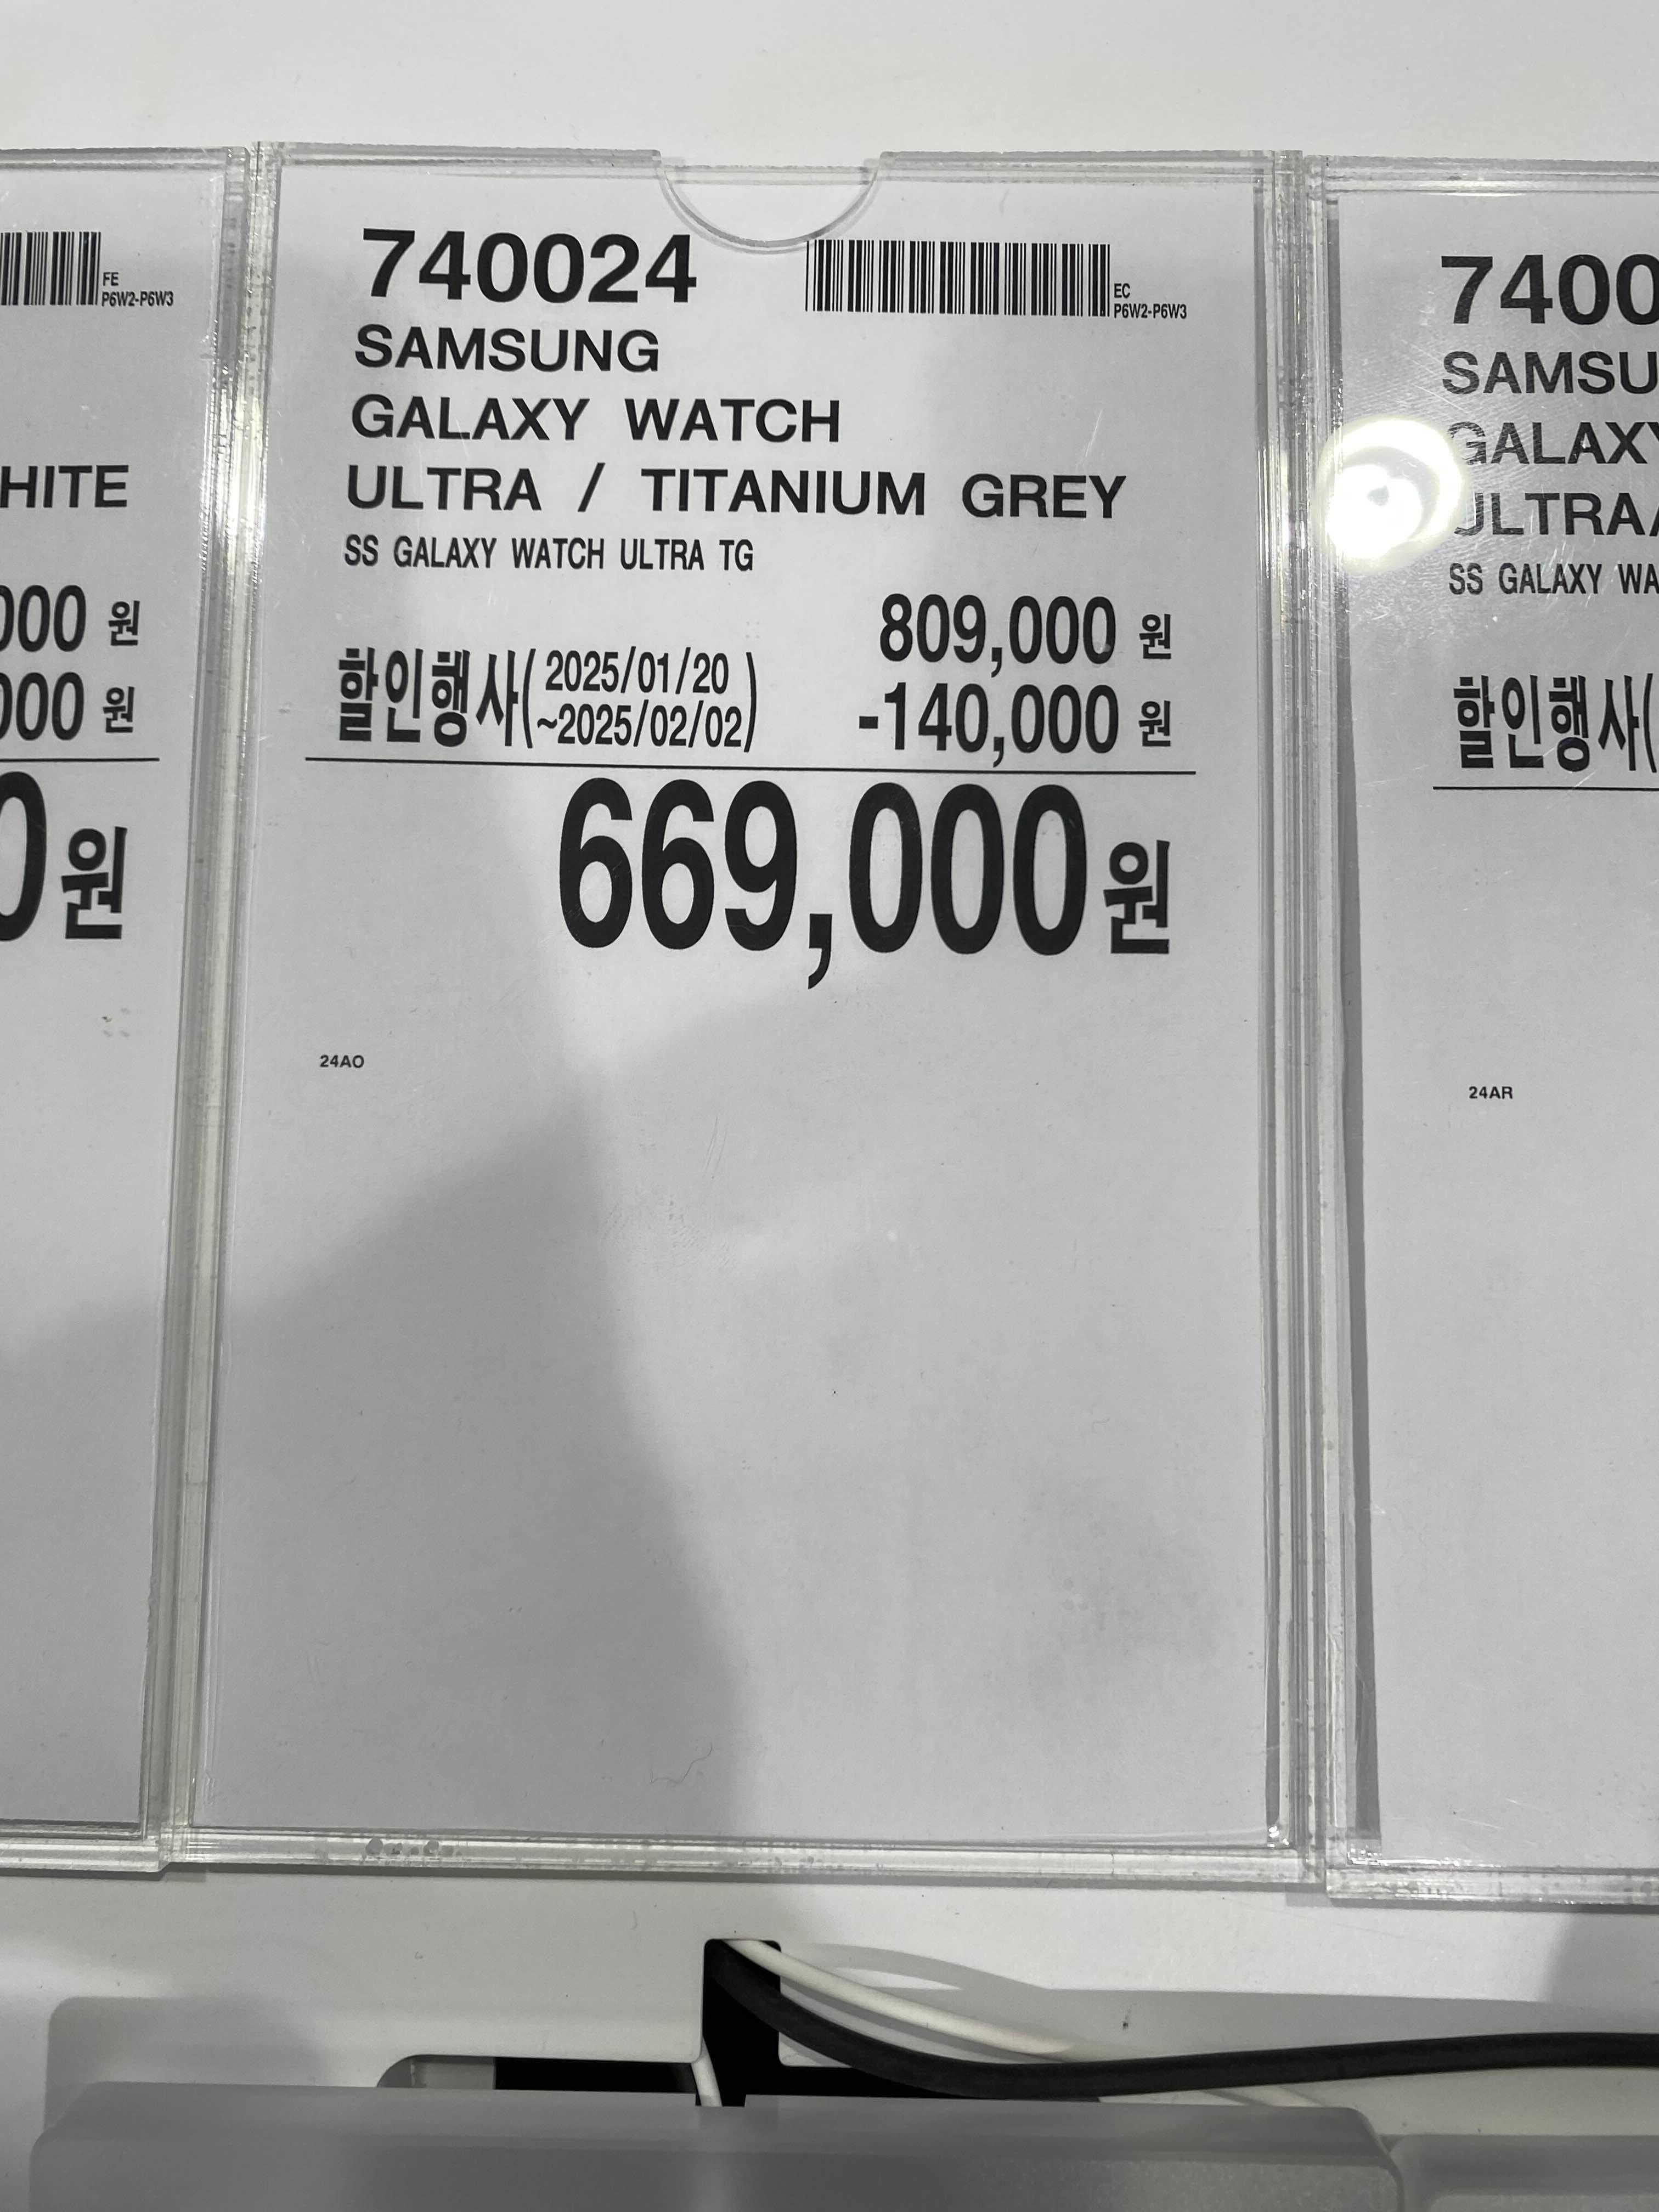 FE
P6W2-P6W3
HITE
000 원
000 원
0원
740024
EC
P6W2-P6W3
SAMSUNG
GALAXY WATCH
ULTRA / TITANIUM GREY
SS GALAXY WATCH ULTRA TG
809,000 원
할인행사(2025/01/20 ~2025/02/02) -140,000 원
669,000원
24AO
7400
SAMSU
GALAXY
ULTRA/
SS GALAXY WA
할인행사(
24AR